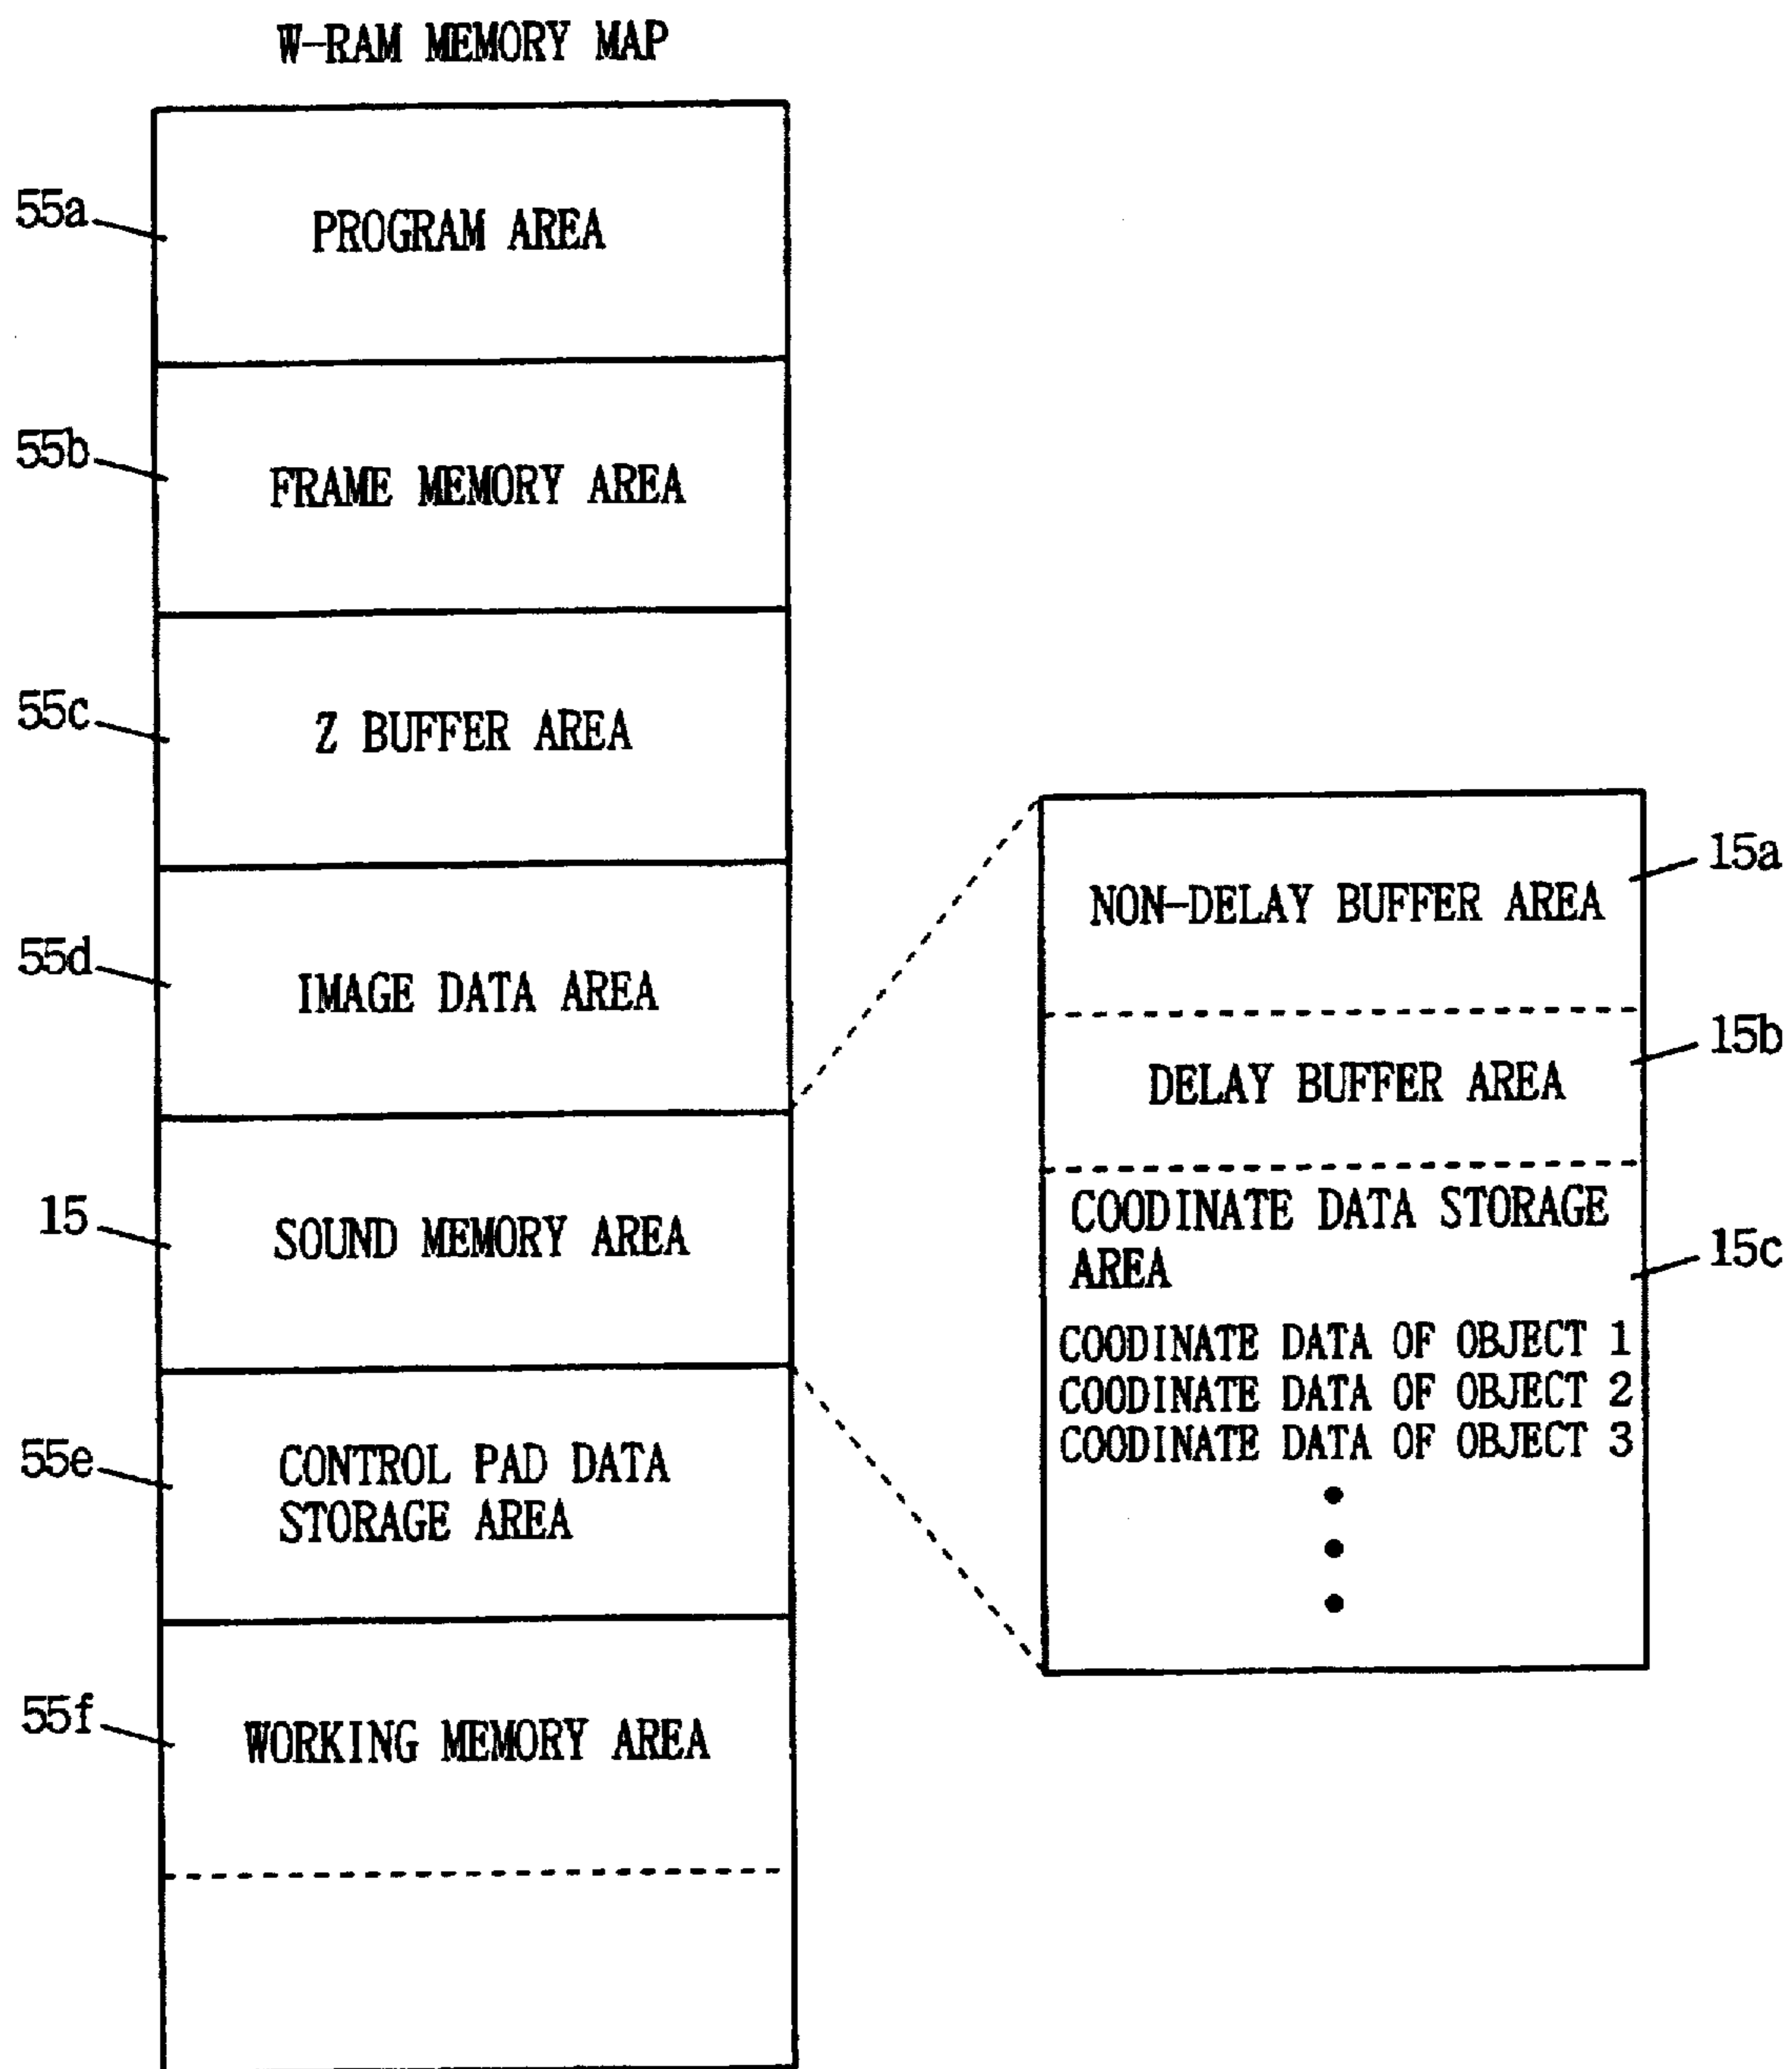 W-RAM MEMORY MAP
55a
PROGRAM AREA
55b
FRAME MEMORY AREA
55c
Z BUFFER AREA
55d
IMAGE DATA AREA
15
SOUND MEMORY AREA
55e
CONTROL PAD DATA
STORAGE AREA
55f
WORKING MEMORY AREA
NON-DELAY BUFFER AREA
15a
DELAY BUFFER AREA
15b
COODINATE DATA STORAGE
AREA
15c
COODINATE DATA OF OBJECT 1
COODINATE DATA OF OBJECT 2
COODINATE DATA OF OBJECT 3